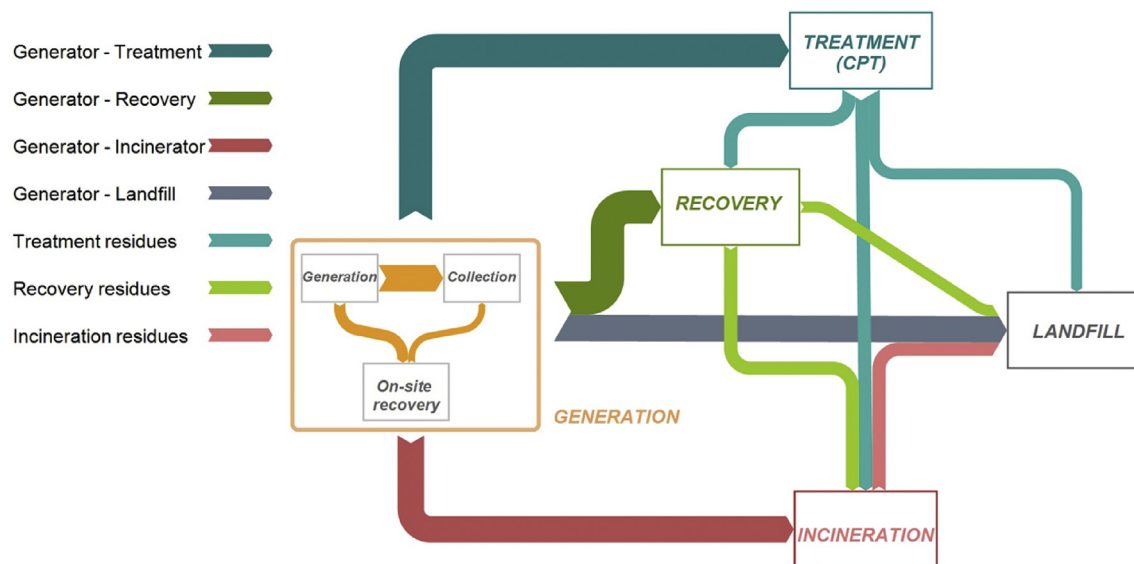 Generator - Treatment
Generator - Recovery
Generator - Incinerator
Generator - Landfill
Treatment residues
Recovery residues
Incineration residues
TREATMENT
(CPT)
RECOVERY
Generation
Collection
On-site
recovery
GENERATION
LANDFILL
INCINERATION